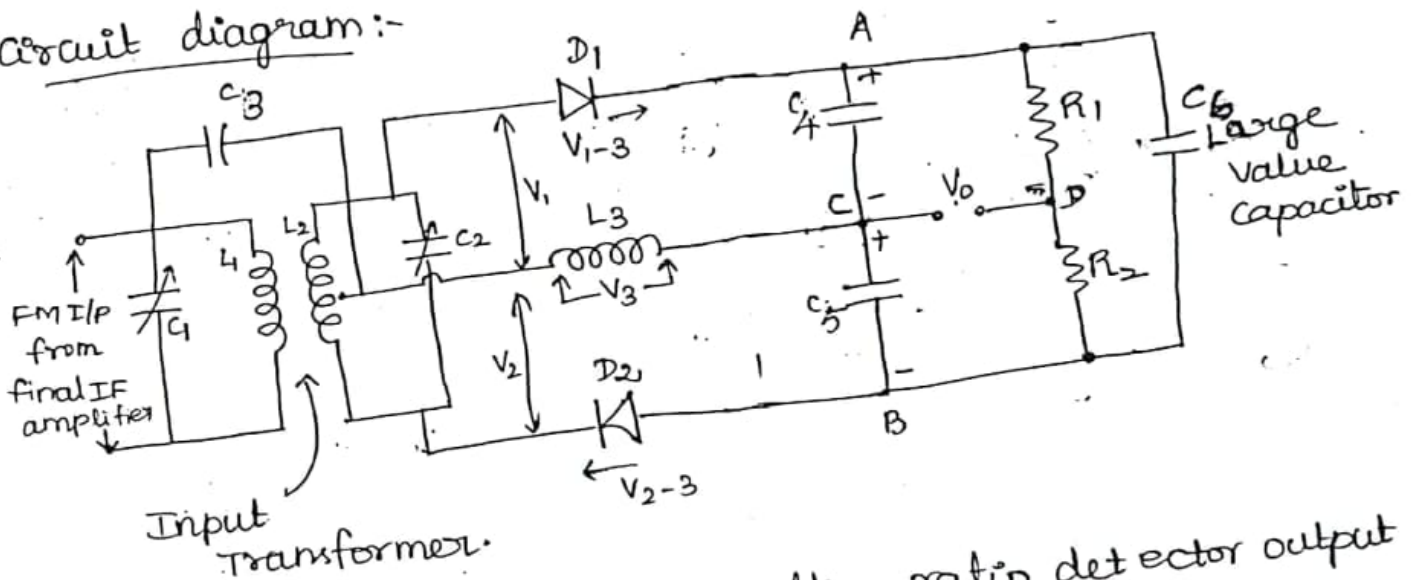 Circuit diagram:-
C3
D1
V1-3
A
+
C4
R1
C6
Large
value
capacitor
V1
L3
V3
C
-
+
V0
D
R2
L2
C2
L1
C1
FM I/P
from
final IF
amplifier
V2
D2
V2-3
C5
-
B
Input
Transformer.
ratio detector output